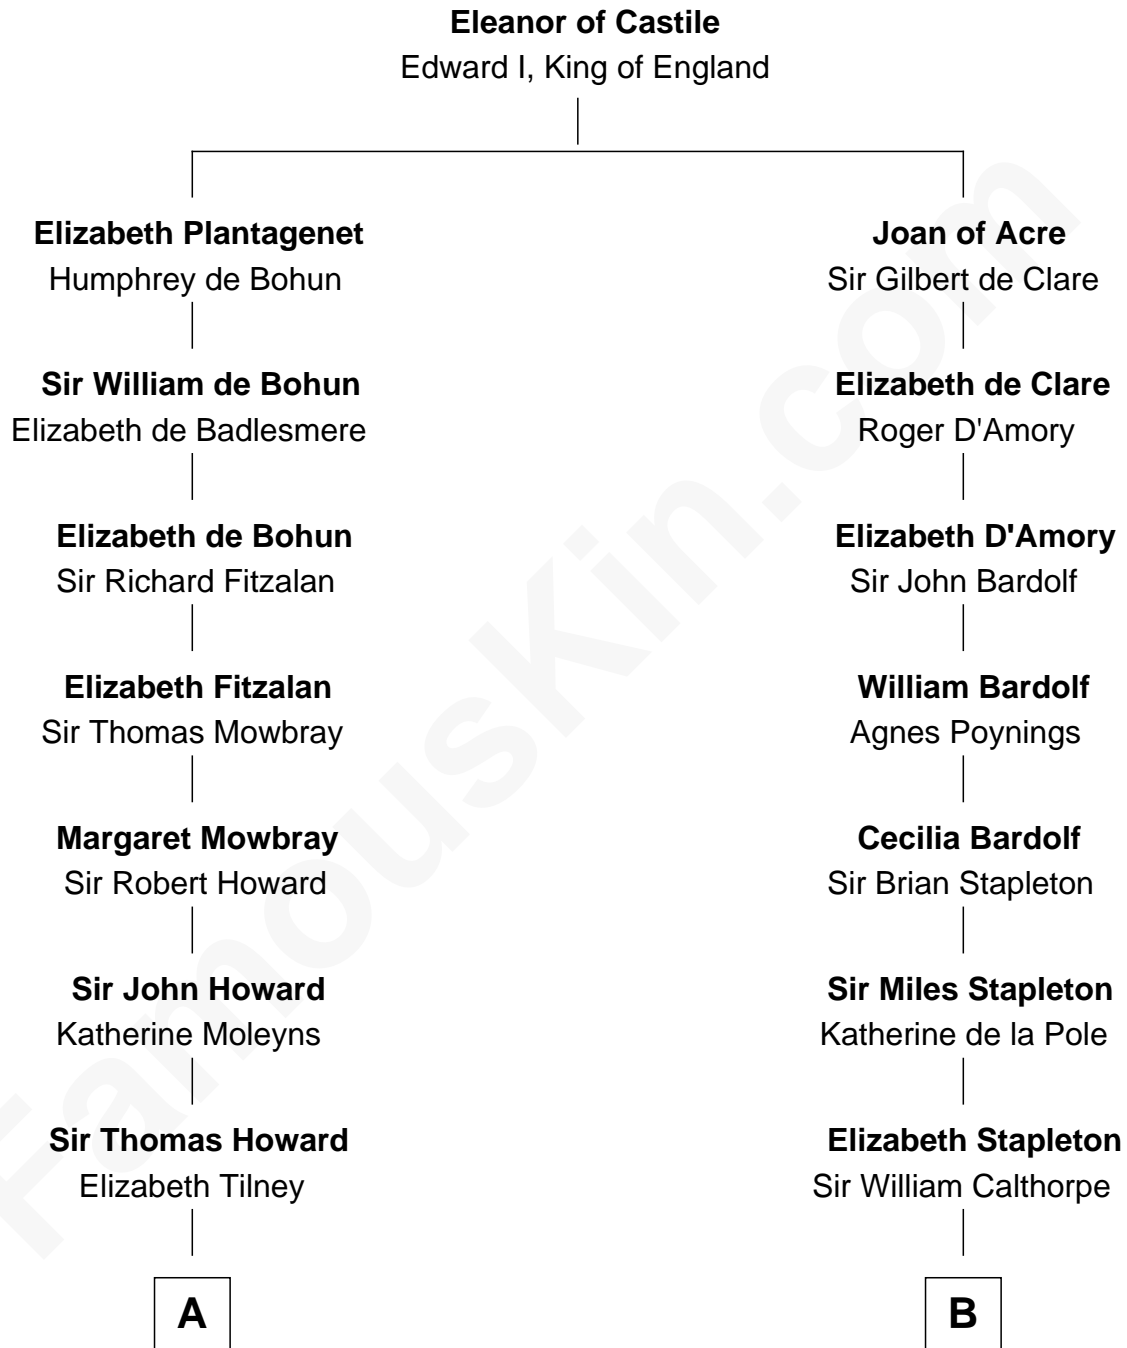 Eleanor of Castile
Edward I, King of England
Elizabeth Plantagenet
Humphrey de Bohun
Sir William de Bohun
Elizabeth de Badlesmere
Elizabeth de Bohun
Sir Richard Fitzalan
Elizabeth Fitzalan
Sir Thomas Mowbray
Margaret Mowbray
Sir Robert Howard
Sir John Howard
Katherine Moleyns
Sir Thomas Howard
Elizabeth Tilney
A
Joan of Acre
Sir Gilbert de Clare
Elizabeth de Clare
Roger D'Amory
Elizabeth D'Amory
Sir John Bardolf
William Bardolf
Agnes Poynings
Cecilia Bardolf
Sir Brian Stapleton
Sir Miles Stapleton
Katherine de la Pole
Elizabeth Stapleton
Sir William Calthorpe
B
FamousKin.com